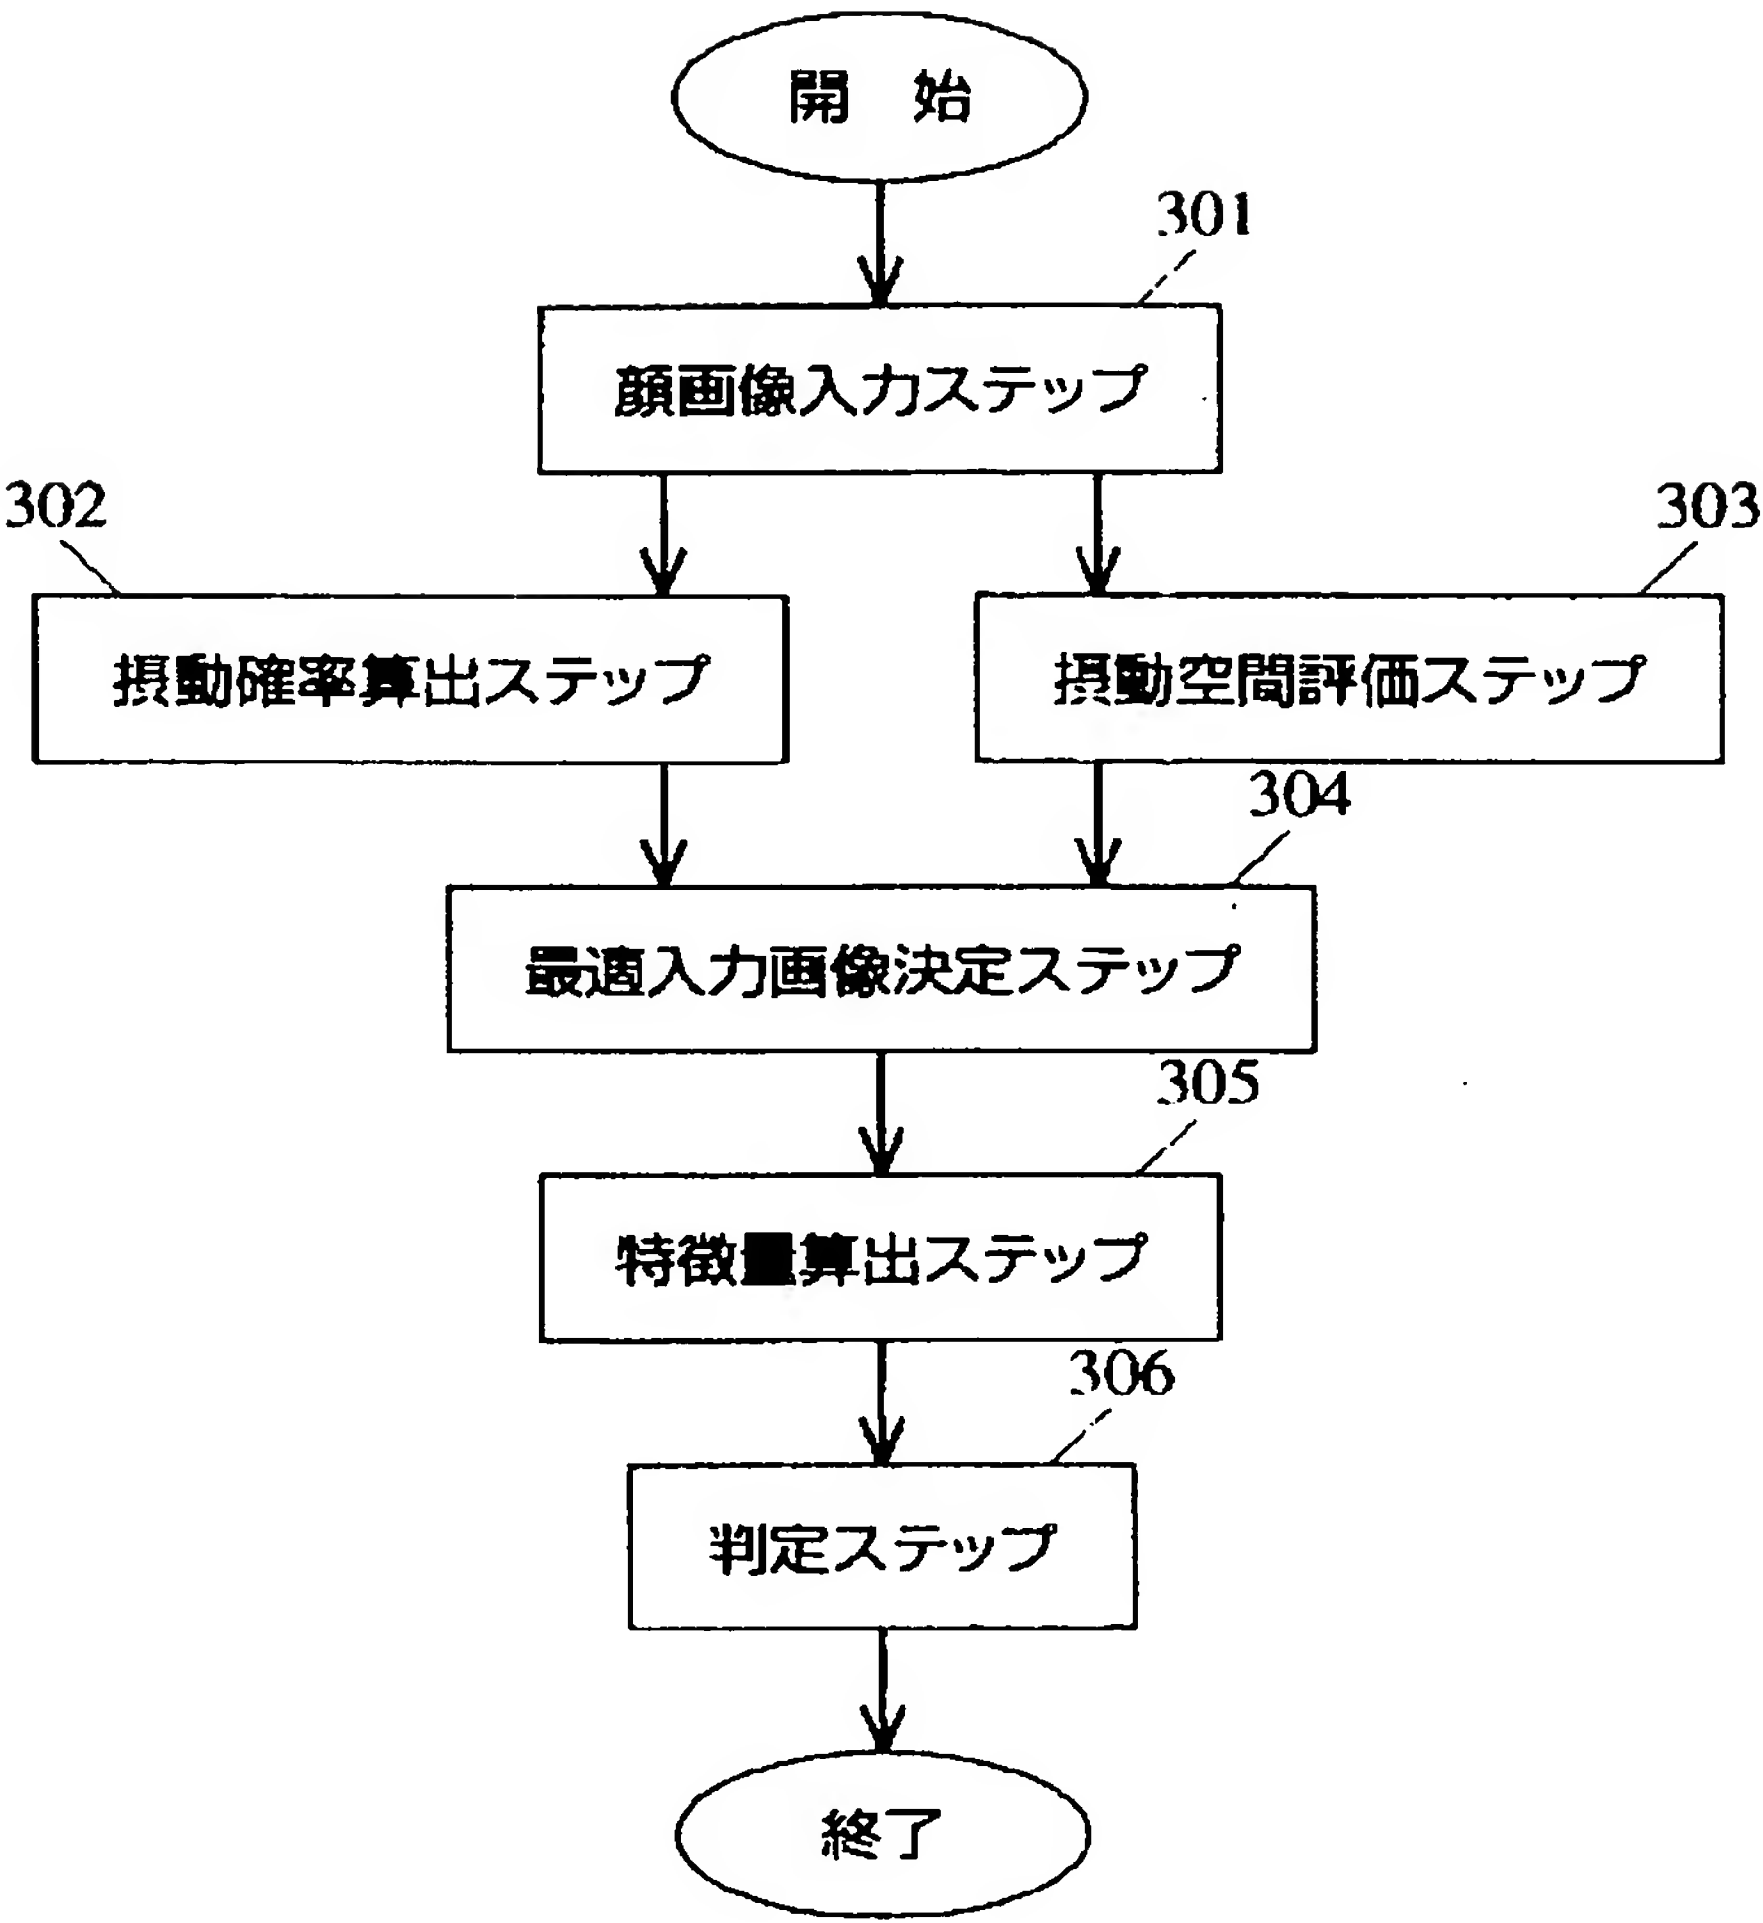 開 始
301
顔画像入力ステップ
302
303
摂動確率算出ステップ
摂動空間評価ステップ
304
最適入力画像決定ステップ
305
特徴量算出ステップ
306
判定ステップ
終了